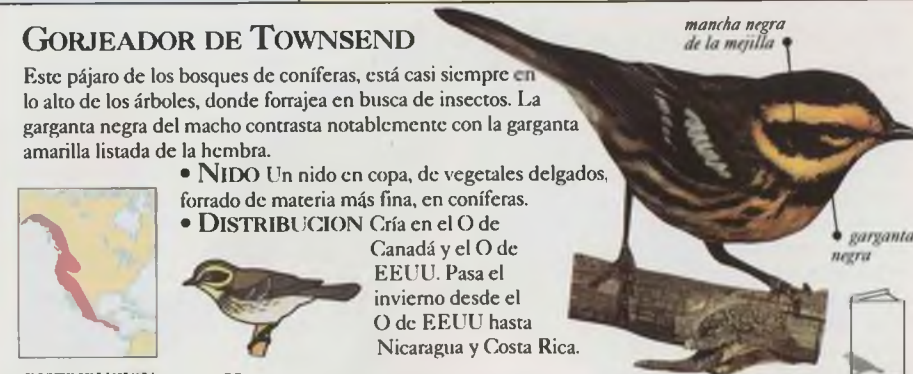 GORJEADOR DE TOWNSEND
Este pájaro de los bosques de coníferas, está casi siempre en
lo alto de los árboles, donde forrajea en busca de insectos. La
garganta negra del macho contrasta notablemente con la garganta
amarilla listada de la hembra.
• NIDO Un nido en copa, de vegetales delgados,
forrado de materia más fina, en coníferas.
• DISTRIBUCION Cría en el O de
Canadá y el O de
EEUU. Pasa el
invierno desde el
O de EEUU hasta
Nicaragua y Costa Rica.
mancha negra
de la mejilla
garganta
negra